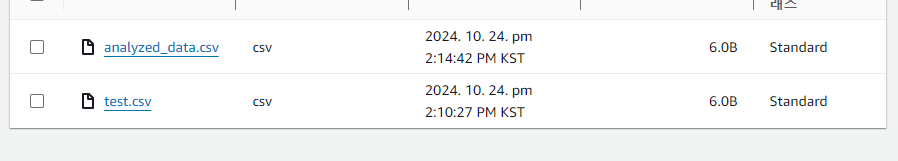 래스
analyzed_data.csv csv 2024. 10. 24. pm 6.0B Standard
2:14:42 PM KST
test.csv csv 2024. 10. 24. pm 6.0B Standard
2:10:27 PM KST